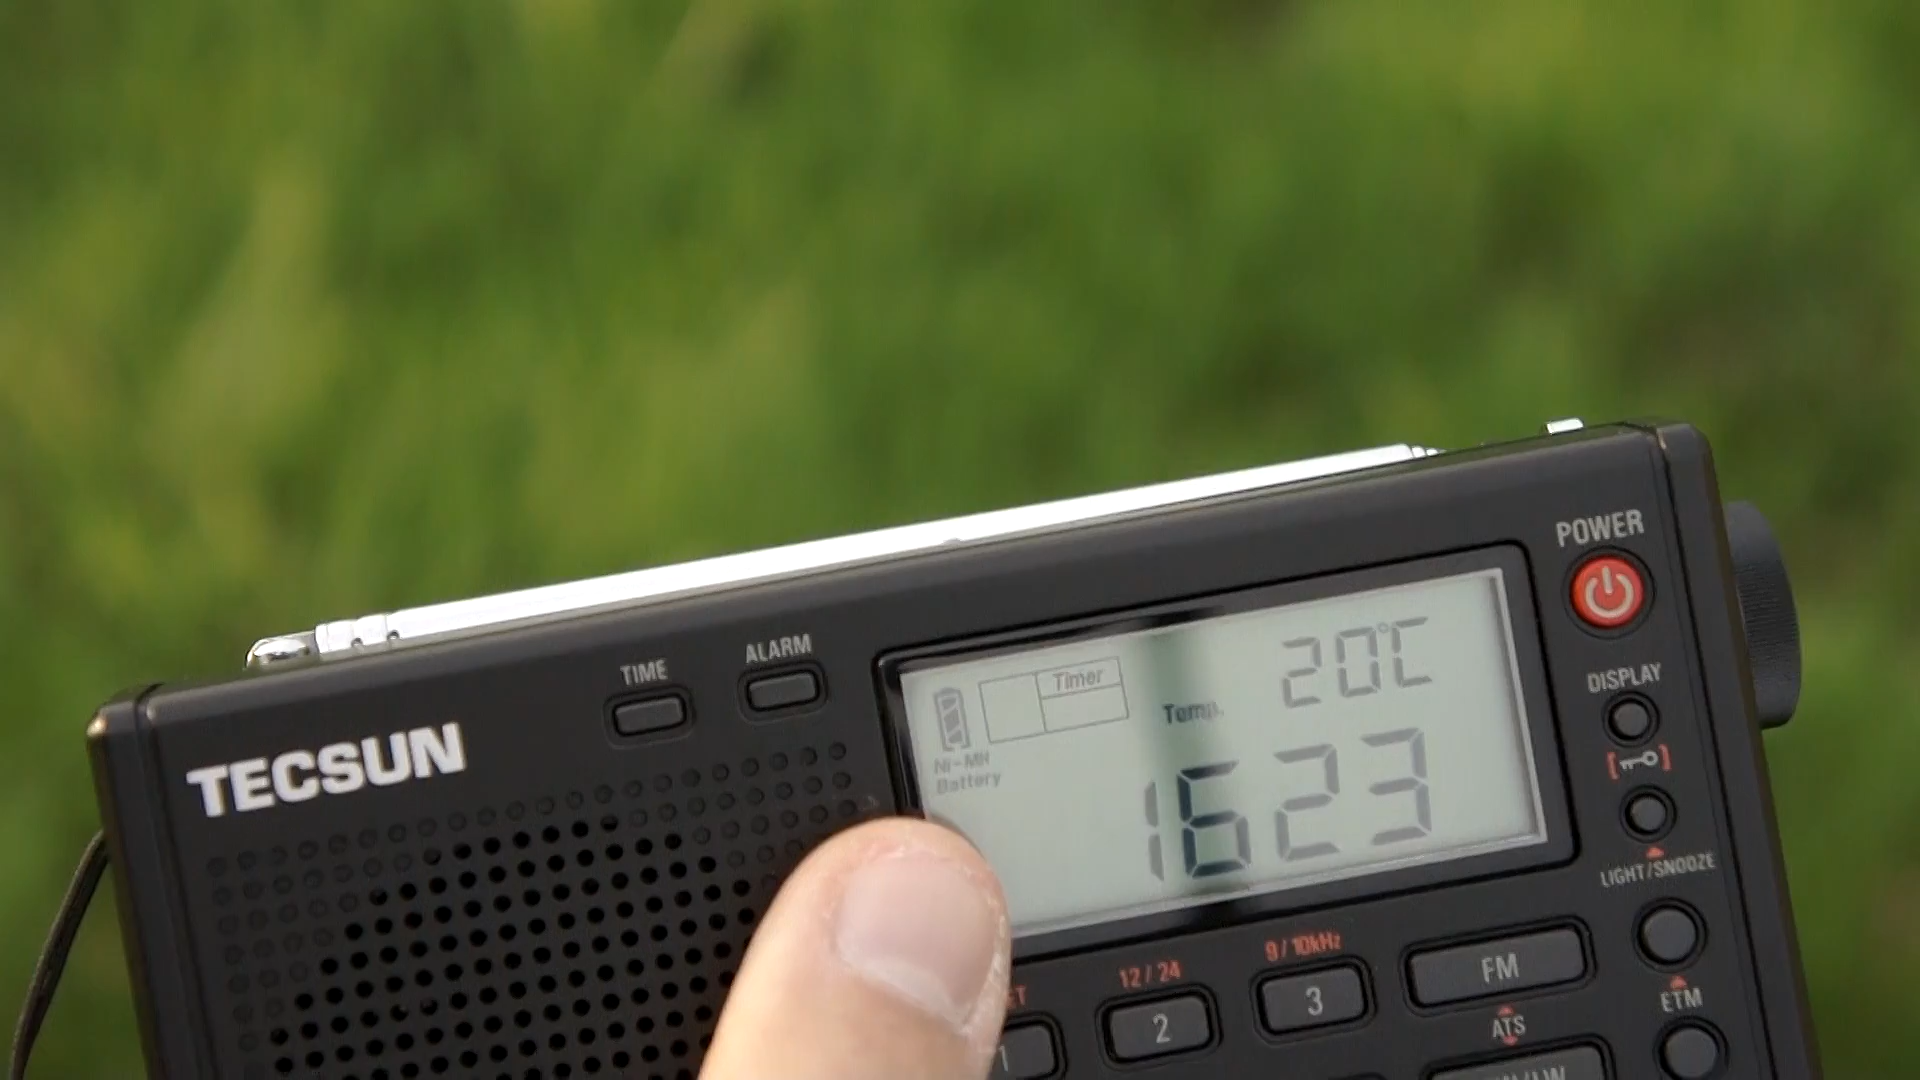 POWER
TIME
ALARM
TECSUN
Timer
Temp.
20°C
Ni-MH
Battery
1623
DISPLAY
LIGHT/SNOOZE
12/24
9/10kHz
1
2
3
FM
ATS
ETM